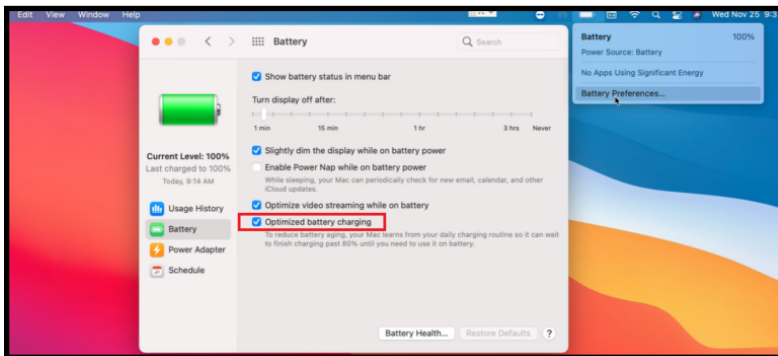 Edit View Window Help
Wed Nov 25 9:3
Battery
Search
Battery 100%
Power Source: Battery
No Apps Using Significant Energy
Battery Preferences...
Show battery status in menu bar
Turn display off after:
1 min 15 min 1 hr 3 hrs Never
Current Level: 100%
Last charged to 100%
Today, 9:14 AM
Usage History
Battery
Power Adapter
Schedule
Slightly dim the display while on battery power
Enable Power Nap while on battery power
While sleeping, your Mac can periodically check for new email, calendar, and other
iCloud updates.
Optimize video streaming while on battery
Optimized battery charging
To reduce battery aging, your Mac learns from your daily charging routine so it can wait
to finish charging past 80% until you need to use it on battery.
Battery Health... Restore Defaults ?